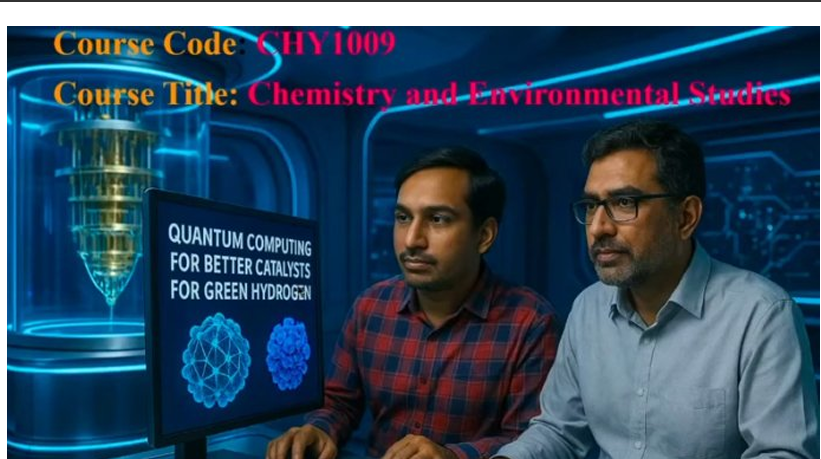 Course Code: CHY1009
Course Title: Chemistry and Environmental Studies
QUANTUM COMPUTING
FOR BETTER CATALYSTS
FOR GREEN HYDROGEN